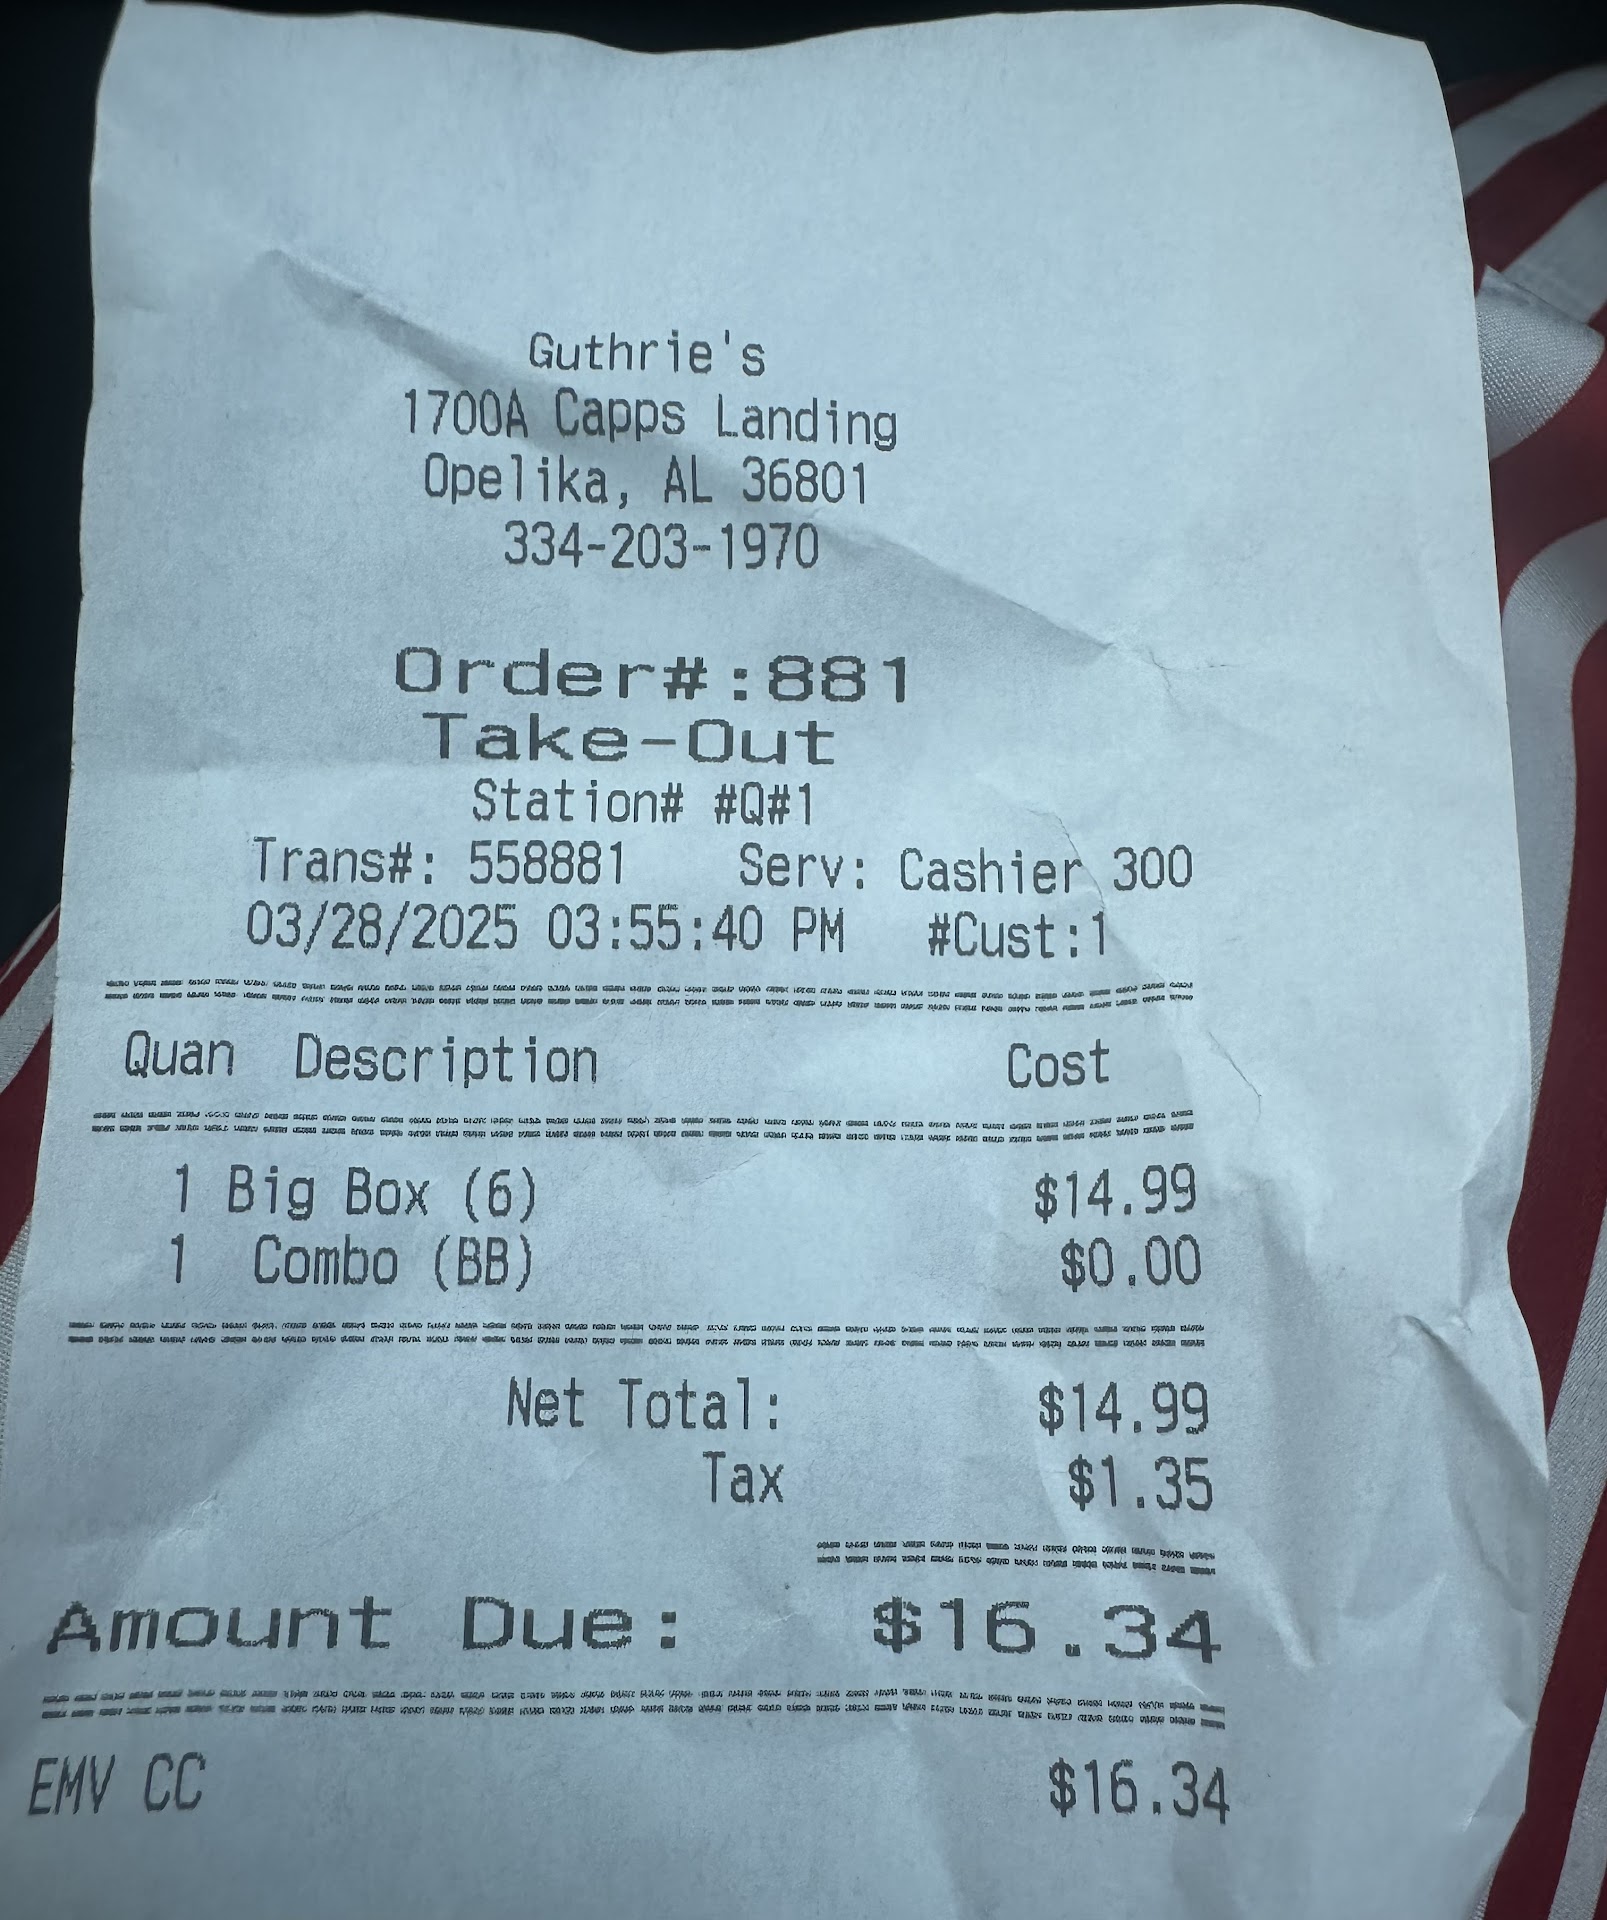 Guthrie's
1700A Capps Landing
Opelika, AL 36801
334-203-1970
Order#:881
Take-Out
Station# #Q#1
Trans#: 558881 Serv: Cashier 300
03/28/2025 03:55:40 PM #Cust:1
Quan Description Cost
1 Big Box (6) $14.99
1 Combo (BB) $0.00
Net Total: $14.99
Tax $1.35
Amount Due: $16.34
EMV CC $16.34